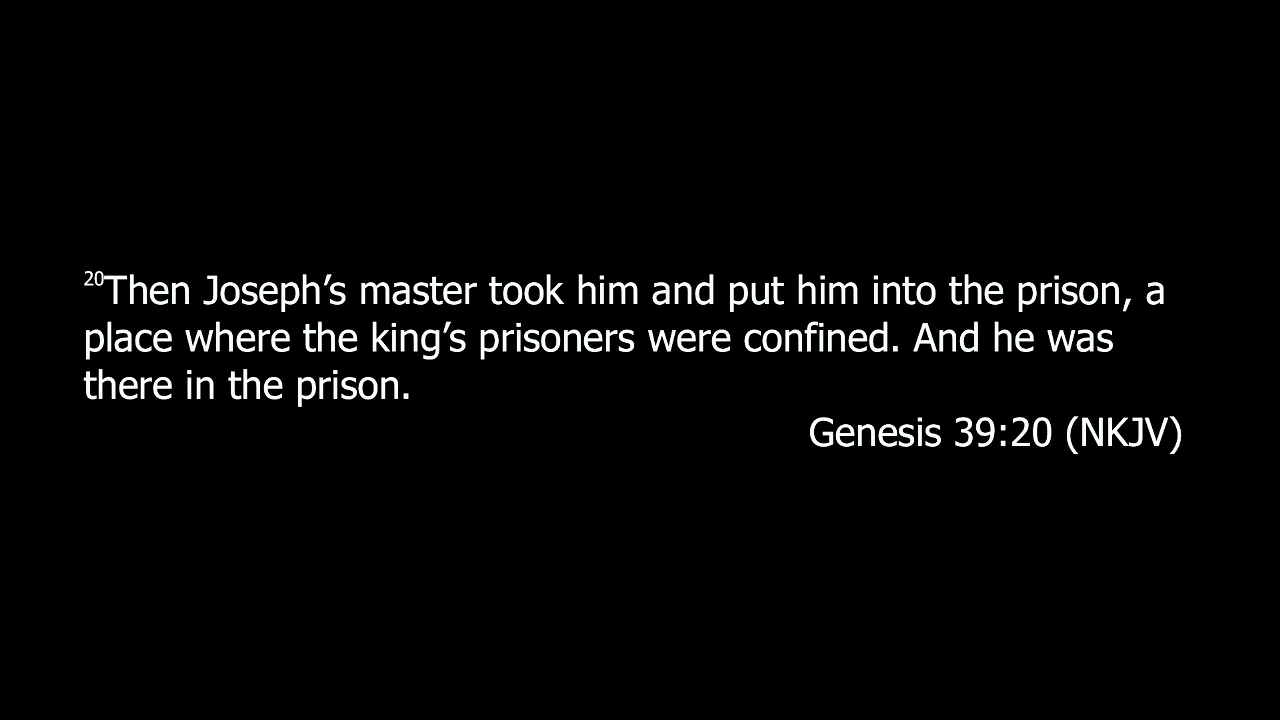 20Then Joseph’s master took him and put him into the prison, a
place where the king’s prisoners were confined. And he was
there in the prison.
Genesis 39:20 (NKJV)